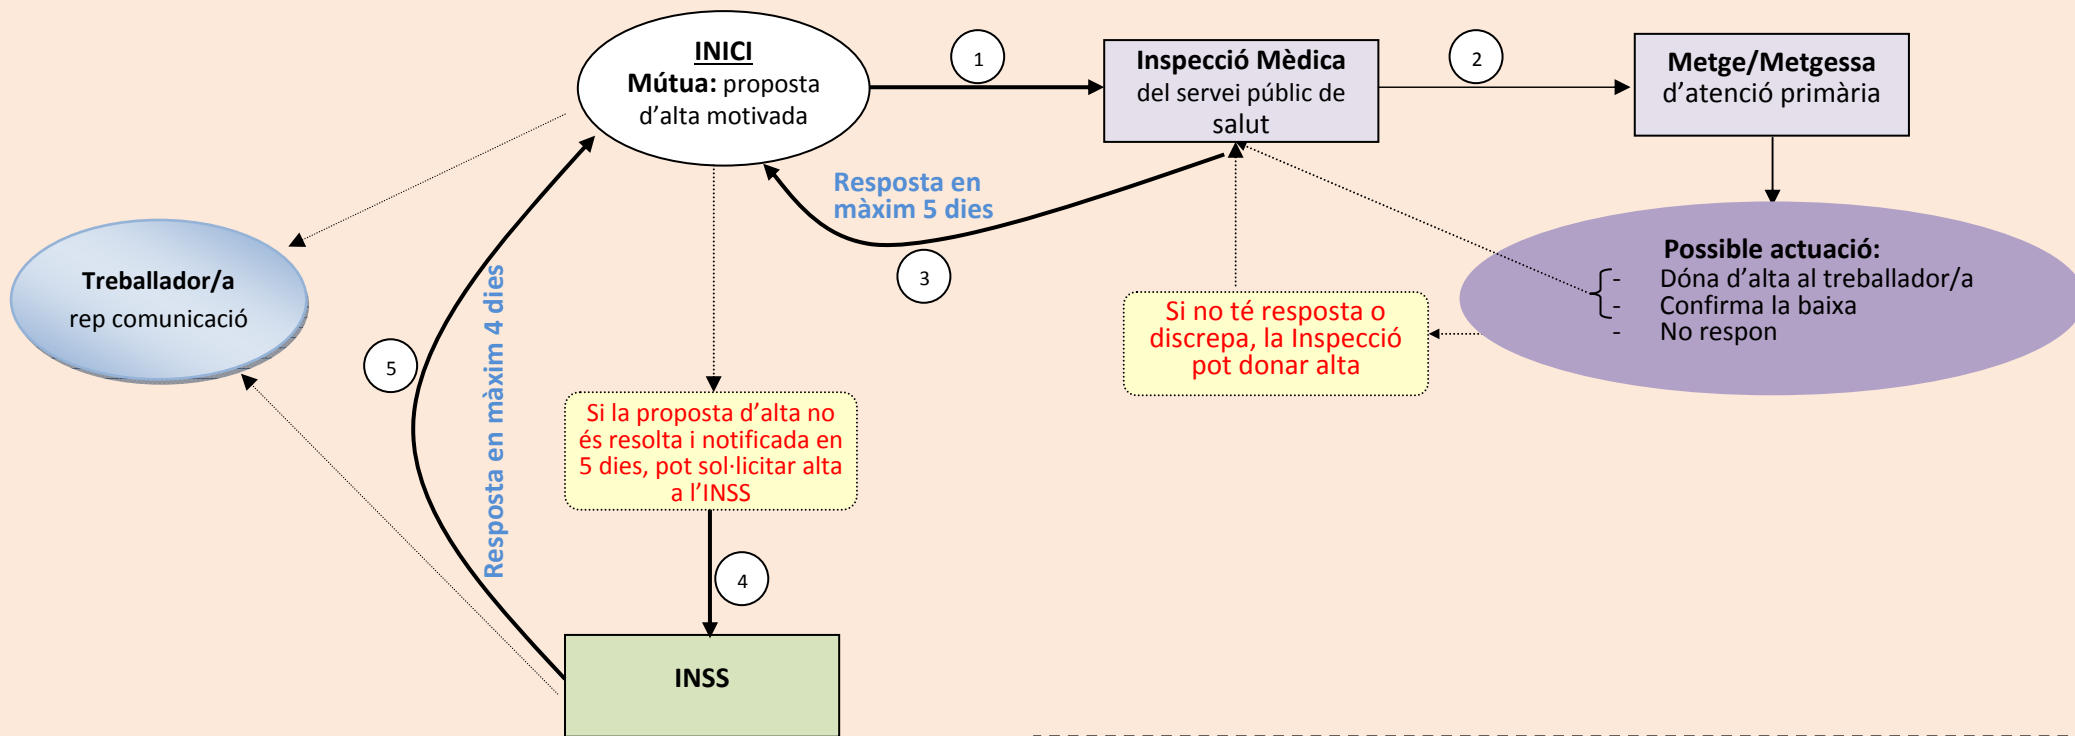 INICI
Mútua: proposta
d’alta motivada
1
Inspecció Mèdica
del servei públic de
salut
2
Metge/Metgessa
d’atenció primària
Resposta en
màxim 5 dies
3
Possible actuació:
- Dóna d’alta al treballador/a
- Confirma la baixa
- No respon
Si no té resposta o
discrepa, la Inspecció
pot donar alta
Treballador/a
rep comunicació
5
Resposta en màxim 4 dies
Si la proposta d’alta no
és resolta i notificada en
5 dies, pot sol·licitar alta
a l’INSS
4
INSS